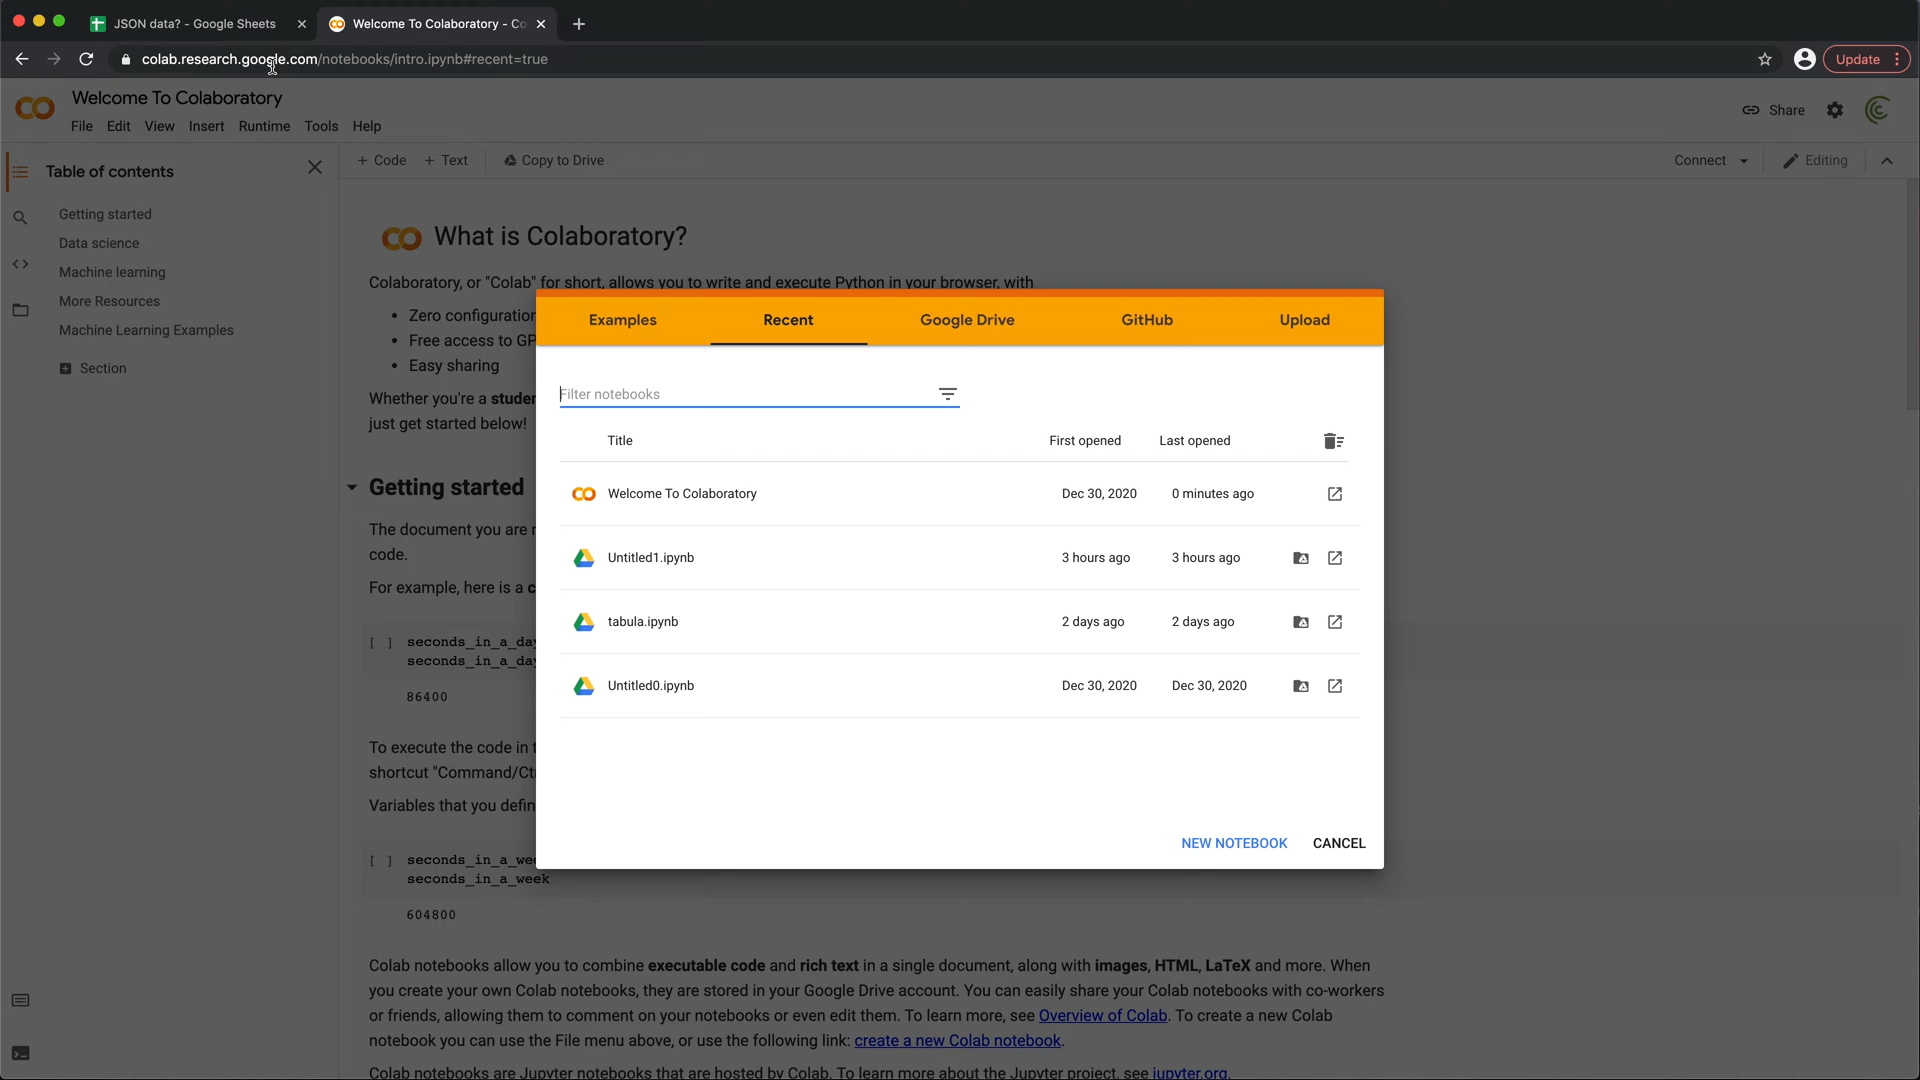 JSON data? - Google Sheets
Welcome To Colaboratory - Co
colab.research.google.com/notebooks/intro.ipynb#recent=true
Update
Welcome To Colaboratory
File Edit View Insert Runtime Tools Help
Share
+ Code + Text Copy to Drive
Connect
Editing
Table of contents
Getting started
Data science
Machine learning
More Resources
Machine Learning Examples
Section
What is Colaboratory?
Colaboratory, or "Colab" for short, allows you to write and execute Python in your browser, with
• Zero configuration
• Free access to GP
• Easy sharing
Whether you're a
just get started below!
Getting started
The document you are
code.
For example, here is a
[ ] seconds_in_a_day
seconds_in_a_day
86400
To execute the code in
shortcut "Command/Ct
Variables that you defin
[ ] seconds_in_a_we
seconds_in_a_week
604800
Colab notebooks allow you to combine executable code and rich text in a single document, along with images, HTML, LaTeX and more. When
you create your own Colab notebooks, they are stored in your Google Drive account. You can easily share your Colab notebooks with co-workers
or friends, allowing them to comment on your notebooks or even edit them. To learn more, see Overview of Colab. To create a new Colab
notebook you can use the File menu above, or use the following link: create a new Colab notebook.
Colab notebooks are Jupyter notebooks that are hosted by Colab. To learn more about the Jupyter project, see jupyter.org.
Examples Recent Google Drive GitHub Upload
Filter notebooks
Title First opened Last opened
Welcome To Colaboratory Dec 30, 2020 0 minutes ago
Untitled1.ipynb 3 hours ago 3 hours ago
tabula.ipynb 2 days ago 2 days ago
Untitled0.ipynb Dec 30, 2020 Dec 30, 2020
NEW NOTEBOOK CANCEL